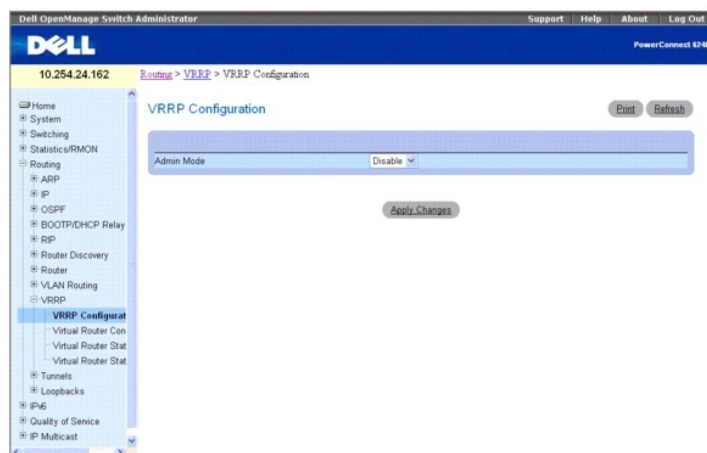 Dell OpenManage Switch Administrator
Support Help About Log Out
DELL
PowerConnect
10.254.24.162
Routing > VRRP > VRRP Configuration
Home
System
Switching
Statistics/RMON
Routing
ARP
IP
OSPF
BOOTP/DHCP Relay
RIP
Router Discovery
Router
VLAN Routing
VRRP
VRRP Configurat
Virtual Router Con
Virtual Router Stat
Virtual Router Stat
Tunnels
Loopbacks
IPv6
Quality of Service
IP Multicast
VRRP Configuration
Print Refresh
Admin Mode Disable
Apply Changes